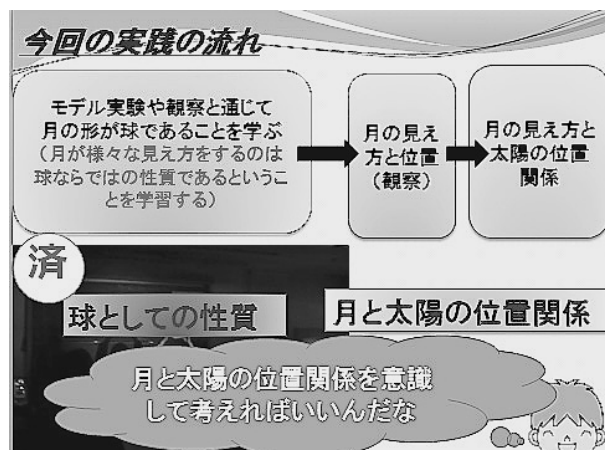 今回の実践の流れ
モデル実験や観察と通じて
月の形が球であることを学ぶ
(月が様々な見え方をするのは
球ならではの性質であるというこ
とを学習する)
月の見え
方と位置
(観察)
月の見え方と
太陽の位置
関係
済
球としての性質
月と太陽の位置関係
月と太陽の位置関係を意識
して考えればいいんだな